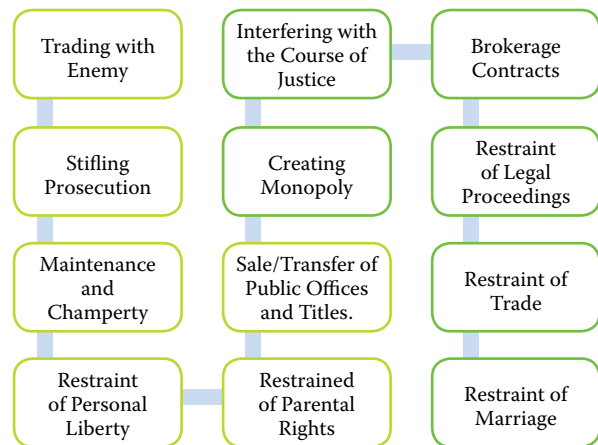 Trading with
Enemy
Stifling
Prosecution
Maintenance
and
Champerty
Restraint
of Personal
Liberty
Restrained
of Parental
Rights
Sale/Transfer of
Public Offices
and Titles.
Creating
Monopoly
Interfering with
the Course of
Justice
Brokerage
Contracts
Restraint
of Legal
Proceedings
Restraint of
Trade
Restraint of
Marriage